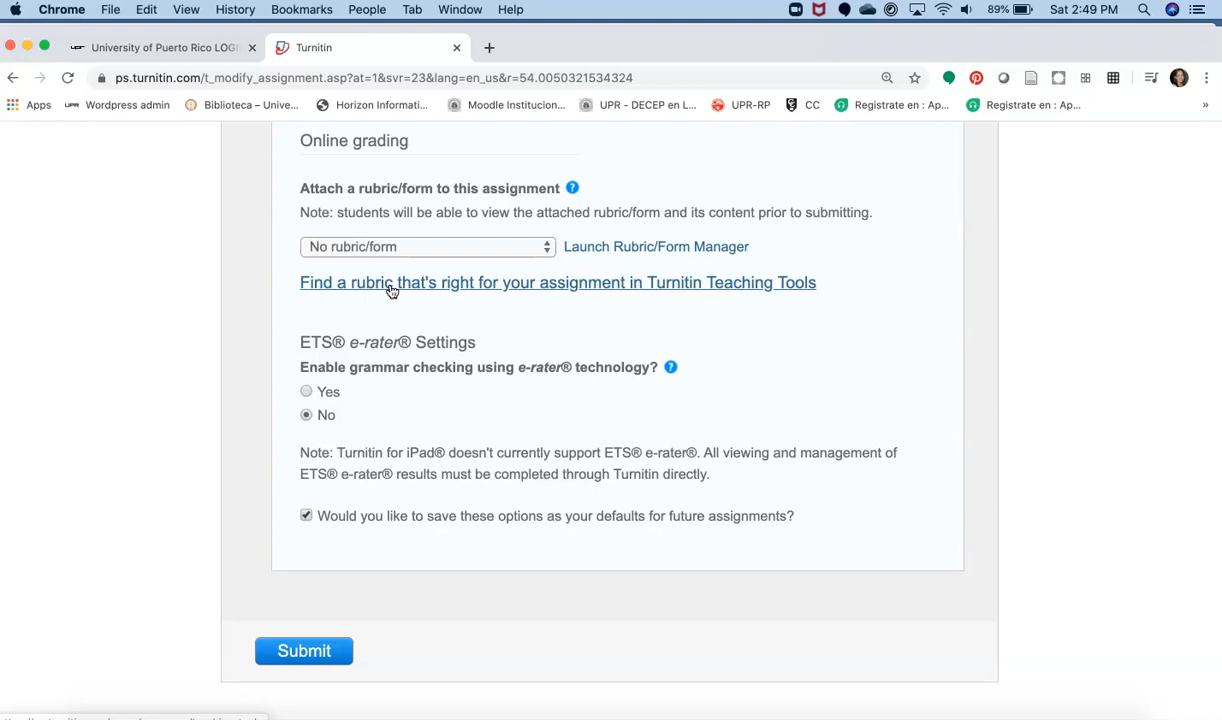 Chrome File Edit View History Bookmarks People Tab Window Help 89% Sat 2:49 PM
University of Puerto Rico LOGI Turnitin
ps.turnitin.com/t_modify_assignment.asp?at=1&svr=23&lang=en_us&r=54.0050321534324
Apps Wordpress admin Biblioteca – Unive... Horizon Informati... Moodle Institucion... UPR - DECEP en L... UPR-RP CC Registrate en : Ap... Registrate en : Ap... »
Online grading
Attach a rubric/form to this assignment ?
Note: students will be able to view the attached rubric/form and its content prior to submitting.
No rubric/form Launch Rubric/Form Manager
Find a rubric that's right for your assignment in Turnitin Teaching Tools
ETS® e-rater® Settings
Enable grammar checking using e-rater® technology? ?
Yes
No
Note: Turnitin for iPad® doesn't currently support ETS® e-rater®. All viewing and management of
ETS® e-rater® results must be completed through Turnitin directly.
Would you like to save these options as your defaults for future assignments?
Submit